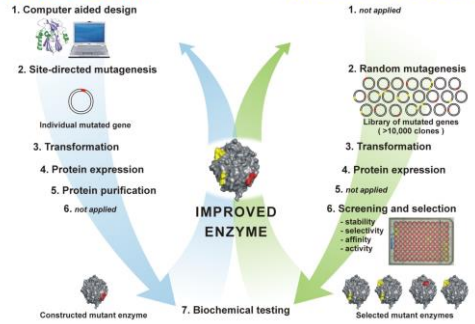 1. Computer aided design
2. Site-directed mutagenesis
Individual mutated gene
3. Transformation
4. Protein expression
5. Protein purification
6. not applied
Constructed mutant enzyme
IMPROVED
ENZYME
7. Biochemical testing
1. not applied
2. Random mutagenesis
Library of mutated genes
( >10,000 clones )
3. Transformation
4. Protein expression
5. not applied
6. Screening and selection
- stability
- selectivity
- affinity
- activity
Selected mutant enzymes